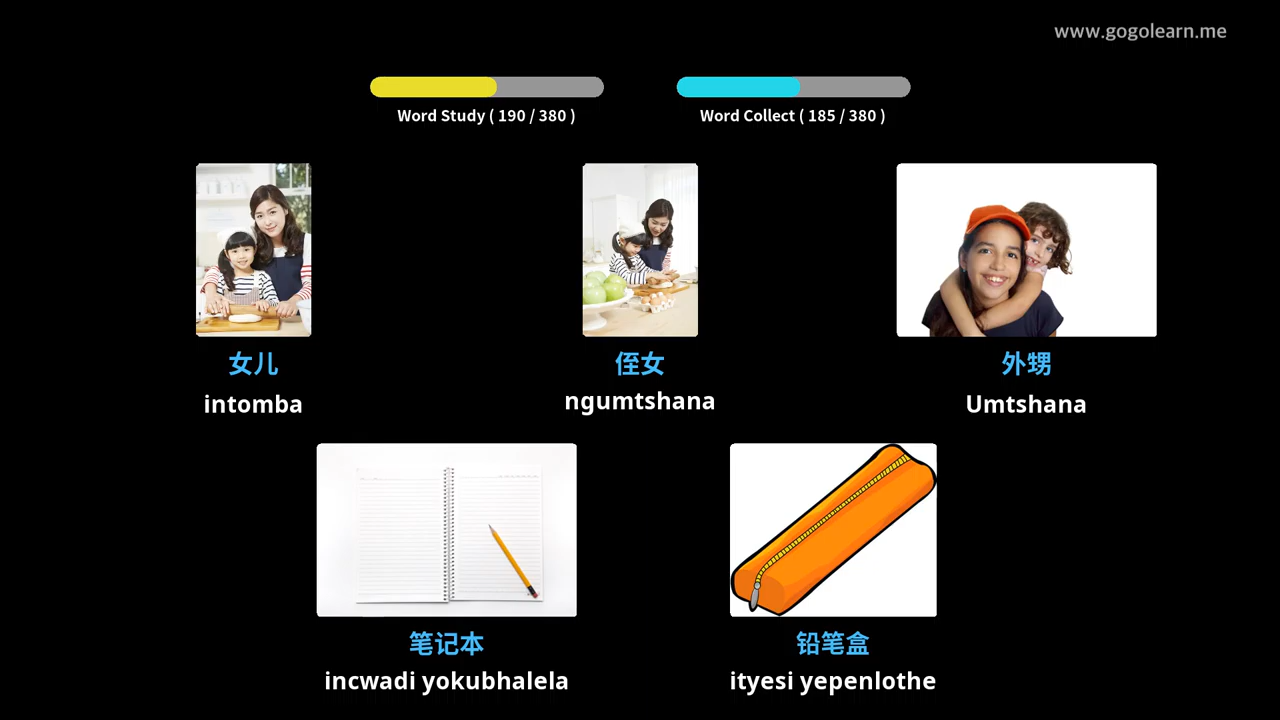 www.gogolearn.me
Word Study ( 190 / 380 )
Word Collect ( 185 / 380 )
女儿
intomba
侄女
ngumtshana
外甥
Umtshana
笔记本
incwadi yokubhalela
铅笔盒
ityesi yepenlothe